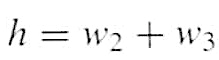 h = w₂ + w₃